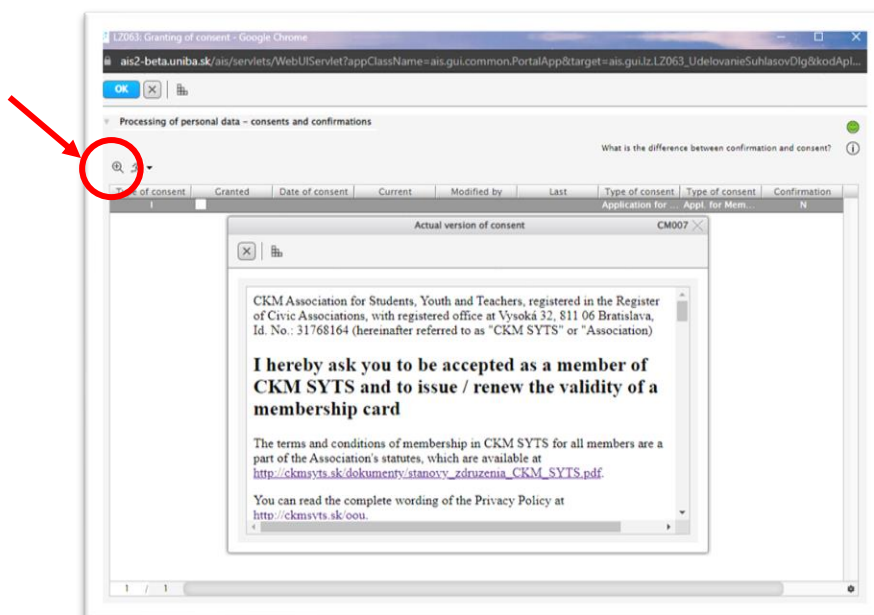 LZ063: Granting of consent - Google Chrome
ais2-beta.uniba.sk/ais/servlets/WebUIServlet?appClassName=ais.gui.common.PortalApp&target=ais.gui.lz.LZ063_UdelovanieSuhlasovDlg&kodApl...
OK
Processing of personal data – consents and confirmations
What is the difference between confirmation and consent?
Type of consent Granted Date of consent Current Modified by Last Type of consent Type of consent Confirmation
I Application for ... Appl. for Mem... N
Actual version of consent CM007
CKM Association for Students, Youth and Teachers, registered in the Register
of Civic Associations, with registered office at Vysoká 32, 811 06 Bratislava,
Id. No.: 31768164 (hereinafter referred to as "CKM SYTS" or "Association)
I hereby ask you to be accepted as a member of
CKM SYTS and to issue / renew the validity of a
membership card
The terms and conditions of membership in CKM SYTS for all members are a
part of the Association's statutes, which are available at
http://ckmsyts.sk/dokumenty/stanovy_zdruzenia_CKM_SYTS.pdf.
You can read the complete wording of the Privacy Policy at
http://ckmsyts.sk/oou.
1 / 1